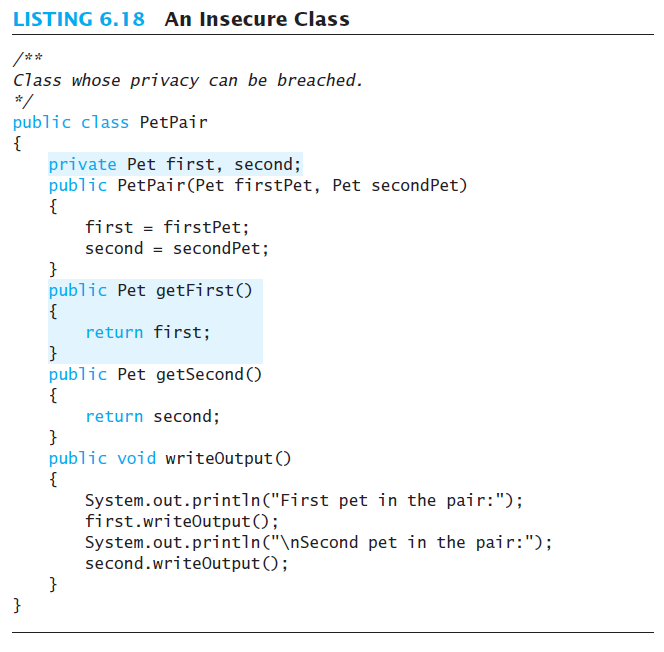 LISTING 6.18 An Insecure Class
/**
Class whose privacy can be breached.
*/
public class PetPair
{
    private Pet first, second;
    public PetPair(Pet firstPet, Pet secondPet)
    {
        first = firstPet;
        second = secondPet;
    }
    public Pet getFirst()
    {
        return first;
    }
    public Pet getSecond()
    {
        return second;
    }
    public void writeOutput()
    {
        System.out.println("First pet in the pair:");
        first.writeOutput();
        System.out.println("\nSecond pet in the pair:");
        second.writeOutput();
    }
}